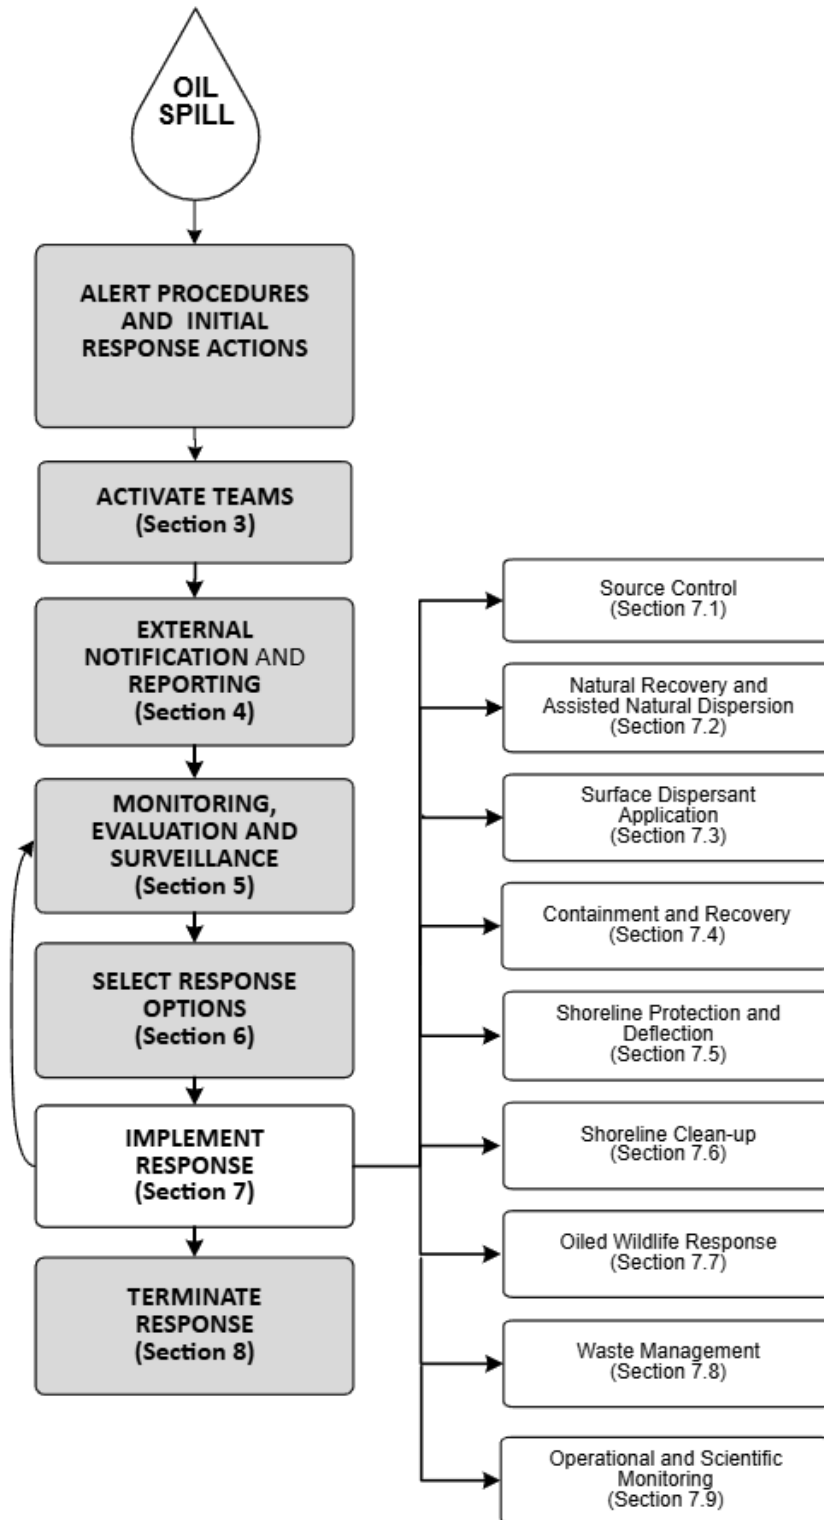 OIL
SPILL
ALERT PROCEDURES
AND INITIAL
RESPONSE ACTIONS
ACTIVATE TEAMS
(Section 3)
EXTERNAL
NOTIFICATION AND
REPORTING
(Section 4)
MONITORING,
EVALUATION AND
SURVEILLANCE
(Section 5)
SELECT RESPONSE
OPTIONS
(Section 6)
IMPLEMENT
RESPONSE
(Section 7)
TERMINATE
RESPONSE
(Section 8)
Source Control
(Section 7.1)
Natural Recovery and
Assisted Natural Dispersion
(Section 7.2)
Surface Dispersant
Application
(Section 7.3)
Containment and Recovery
(Section 7.4)
Shoreline Protection and
Deflection
(Section 7.5)
Shoreline Clean-up
(Section 7.6)
Oiled Wildlife Response
(Section 7.7)
Waste Management
(Section 7.8)
Operational and Scientific
Monitoring
(Section 7.9)